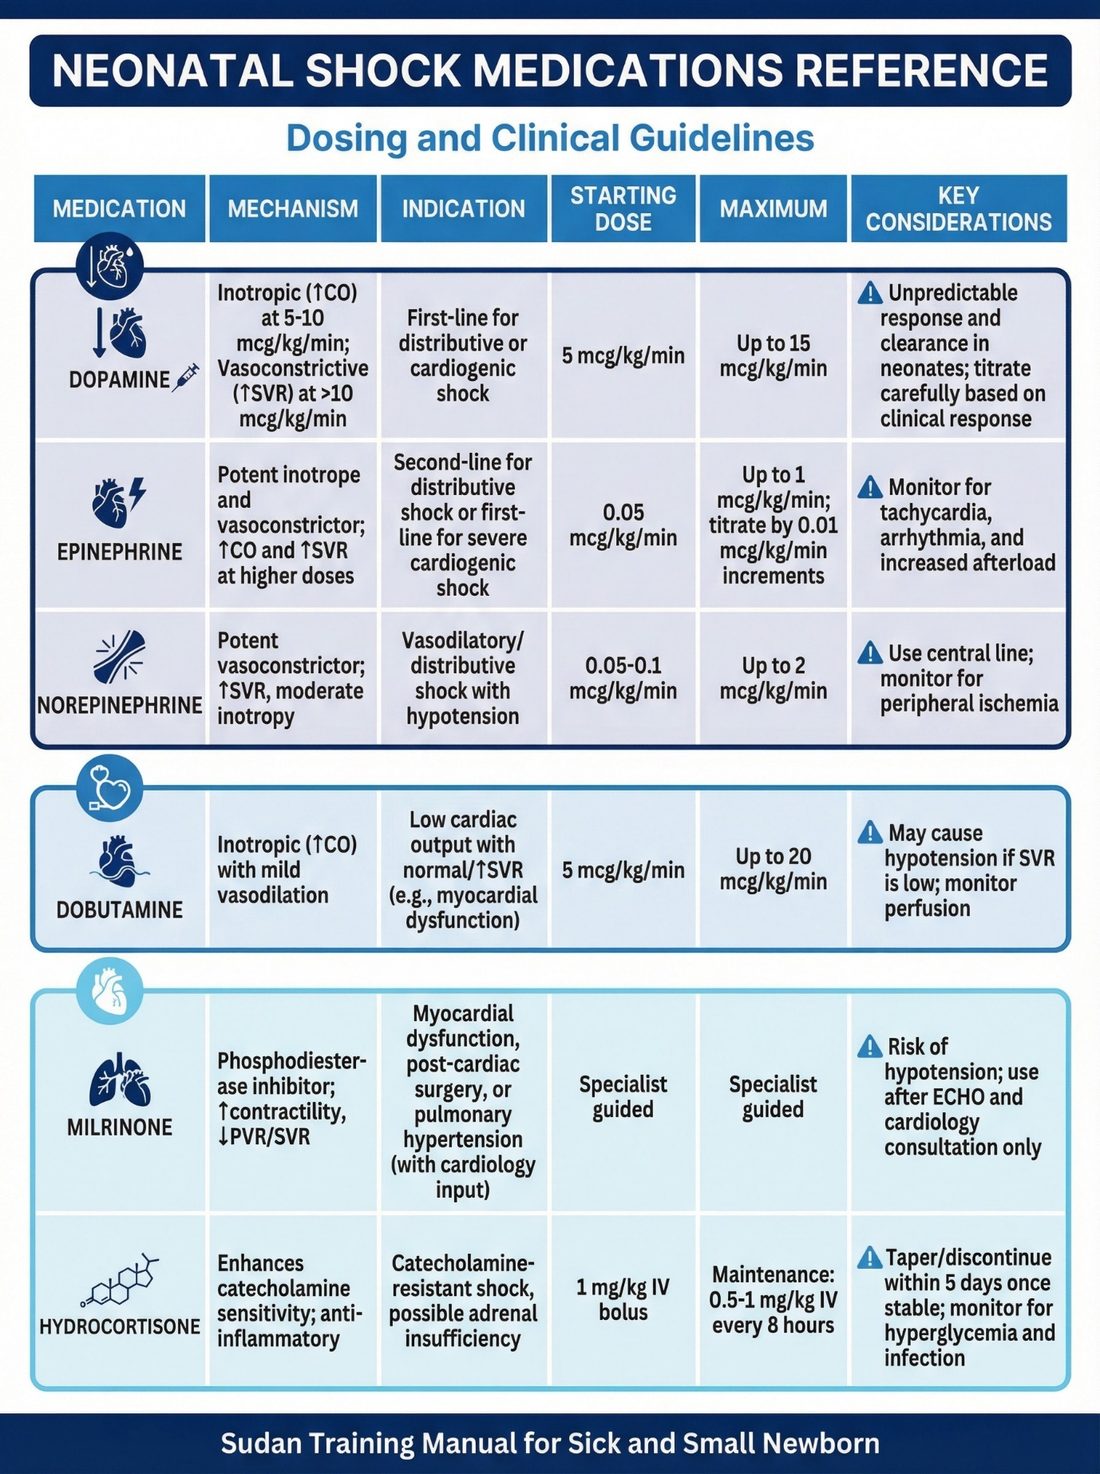 NEONATAL SHOCK MEDICATIONS REFERENCE
Dosing and Clinical Guidelines
MEDICATION
MECHANISM
INDICATION
STARTING
DOSE
MAXIMUM
KEY
CONSIDERATIONS
DOPAMINE
Inotropic (↑CO)
at 5-10
mcg/kg/min;
Vasoconstrictive
(↑SVR) at >10
mcg/kg/min
First-line for
distributive or
cardiogenic
shock
5 mcg/kg/min
Up to 15
mcg/kg/min
Unpredictable
response and
clearance in
neonates; titrate
carefully based on
clinical response
EPINEPHRINE
Potent inotrope
and
vasoconstrictor;
↑CO and ↑SVR
at higher doses
Second-line for
distributive
shock or first-
line for severe
cardiogenic
shock
0.05
mcg/kg/min
Up to 1
mcg/kg/min;
titrate by 0.01
mcg/kg/min
increments
Monitor for
tachycardia,
arrhythmia, and
increased afterload
NOREPINEPHRINE
Potent
vasoconstrictor;
↑SVR, moderate
inotropy
Vasodilatory/
distributive
shock with
hypotension
0.05-0.1
mcg/kg/min
Up to 2
mcg/kg/min
Use central line;
monitor for
peripheral ischemia
DOBUTAMINE
Inotropic (↑CO)
with mild
vasodilation
Low cardiac
output with
normal/↑SVR
(e.g., myocardial
dysfunction)
5 mcg/kg/min
Up to 20
mcg/kg/min
May cause
hypotension if SVR
is low; monitor
perfusion
MILRINONE
Phosphodiester-
ase inhibitor;
↑contractility,
↓PVR/SVR
Myocardial
dysfunction,
post-cardiac
surgery, or
pulmonary
hypertension
(with cardiology
input)
Specialist
guided
Specialist
guided
Risk of
hypotension; use
after ECHO and
cardiology
consultation only
HYDROCORTISONE
Enhances
catecholamine
sensitivity; anti-
inflammatory
Catecholamine-
resistant shock,
possible adrenal
insufficiency
1 mg/kg IV
bolus
Maintenance:
0.5-1 mg/kg IV
every 8 hours
Taper/discontinue
within 5 days once
stable; monitor for
hyperglycemia and
infection
Sudan Training Manual for Sick and Small Newborn